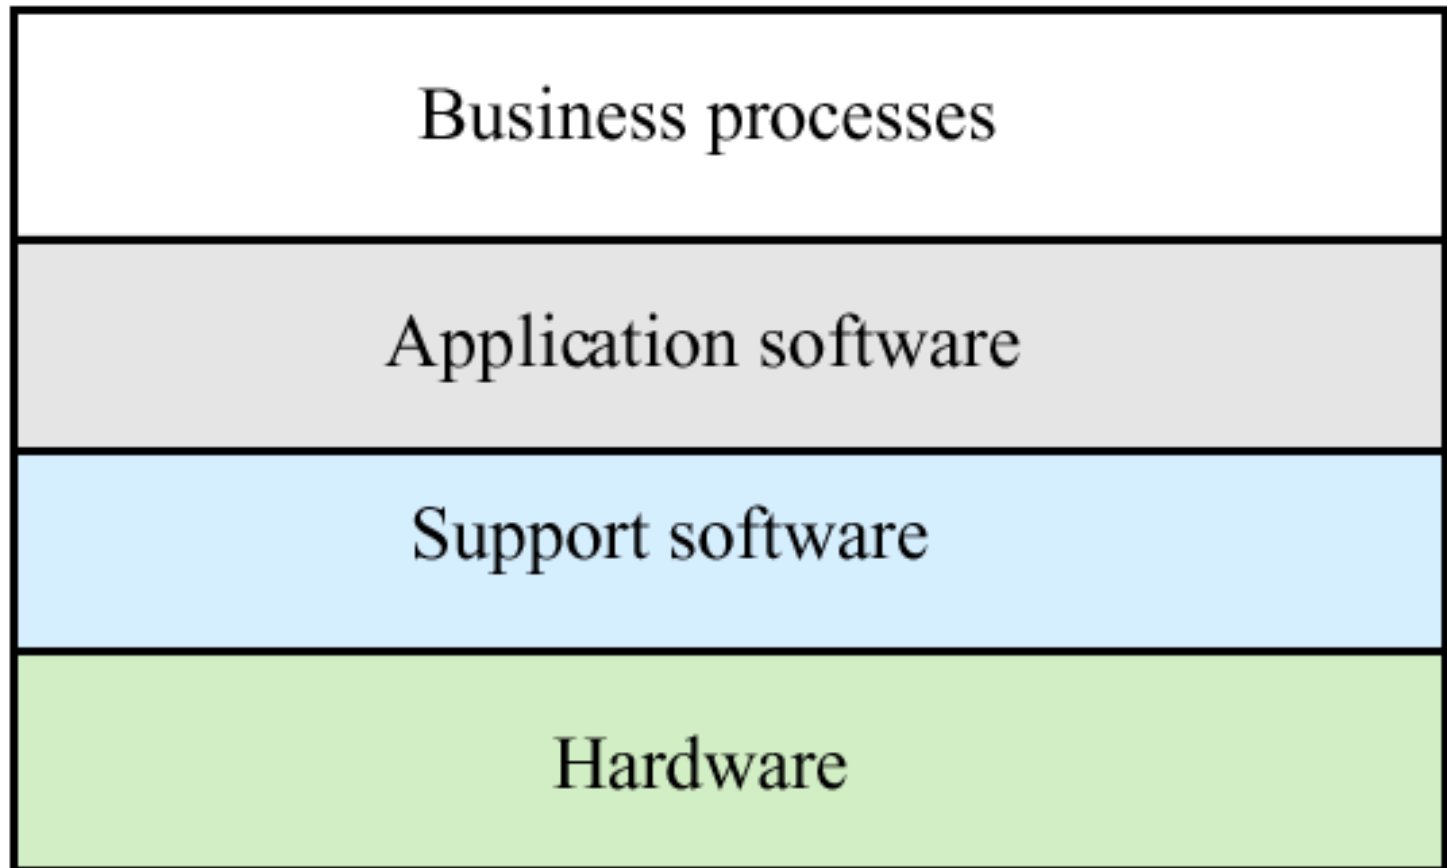 Business processes
Application software
Support software
Hardware